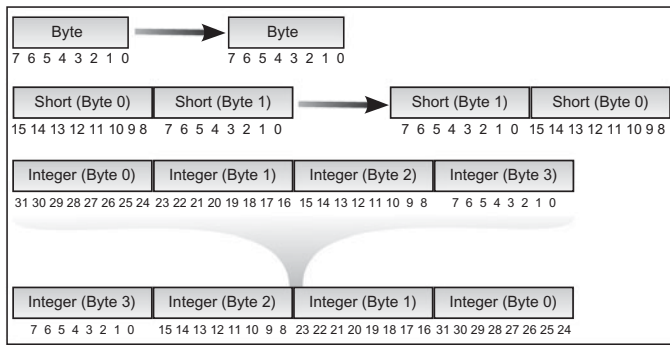 Byte Byte
7 6 5 4 3 2 1 0 7 6 5 4 3 2 1 0
Short (Byte 0) Short (Byte 1) Short (Byte 1) Short (Byte 0)
15 14 13 12 11 10 9 8 7 6 5 4 3 2 1 0 7 6 5 4 3 2 1 0 15 14 13 12 11 10 9 8
Integer (Byte 0) Integer (Byte 1) Integer (Byte 2) Integer (Byte 3)
31 30 29 28 27 26 25 24 23 22 21 20 19 18 17 16 15 14 13 12 11 10 9 8 7 6 5 4 3 2 1 0
Integer (Byte 3) Integer (Byte 2) Integer (Byte 1) Integer (Byte 0)
7 6 5 4 3 2 1 0 15 14 13 12 11 10 9 8 23 22 21 20 19 18 17 16 31 30 29 28 27 26 25 24